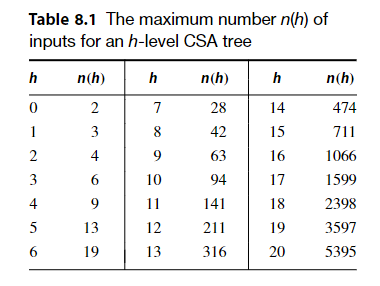 Table 8.1 The maximum number n(h) of
inputs for an h-level CSA tree
h n(h) h n(h) h n(h)
0 2 7 28 14 474
1 3 8 42 15 711
2 4 9 63 16 1066
3 6 10 94 17 1599
4 9 11 141 18 2398
5 13 12 211 19 3597
6 19 13 316 20 5395